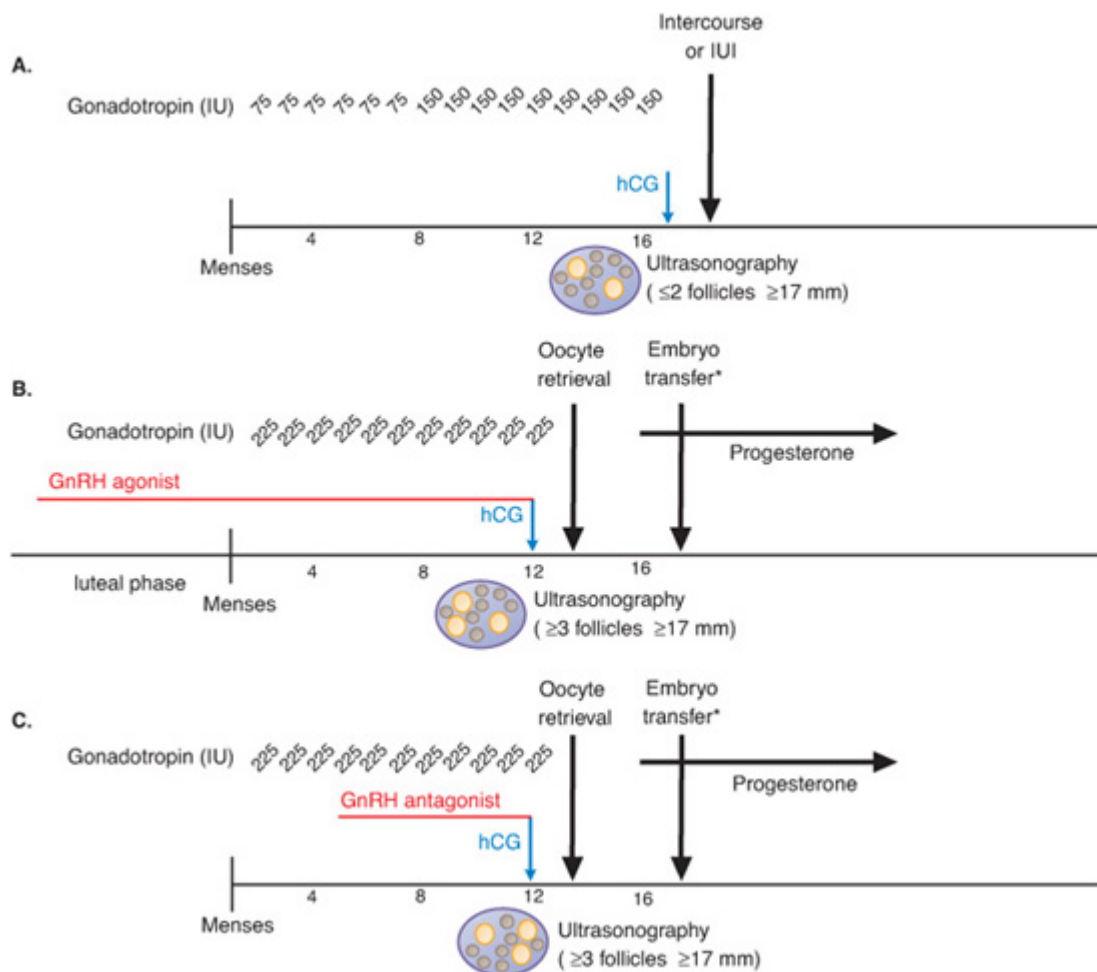 Intercourse
or IUI
A.
Gonadotropin (IU) 75 75 75 75 75 75 150 150 150 150 150 150 150 150 150
hCG
4 8 12 16
Menses
Ultrasonography
( ≤2 follicles ≥17 mm)
Oocyte
retrieval
Embryo
transfer*
B.
Gonadotropin (IU) 225 225 225 225 225 225 225 225 225 225 225
Progesterone
GnRH agonist
hCG
luteal phase
Menses
4 8 12 16
Ultrasonography
( ≥3 follicles ≥17 mm)
Oocyte
retrieval
Embryo
transfer*
C.
Gonadotropin (IU) 225 225 225 225 225 225 225 225 225 225 225
Progesterone
GnRH antagonist
hCG
4 8 12 16
Menses
Ultrasonography
(≥3 follicles ≥17 mm)